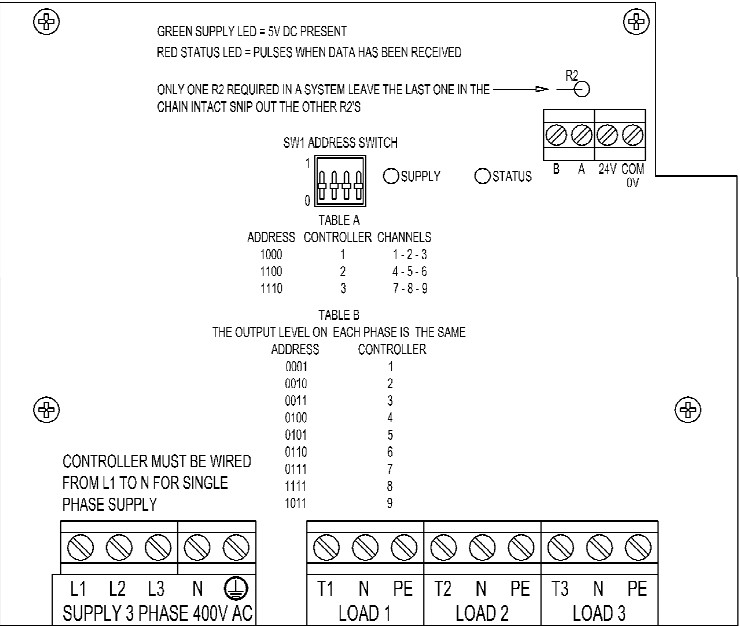 GREEN SUPPLY LED = 5V DC PRESENT
RED STATUS LED = PULSES WHEN DATA HAS BEEN RECEIVED
R2
ONLY ONE R2 REQUIRED IN A SYSTEM LEAVE THE LAST ONE IN THE
CHAIN INTACT SNIP OUT THE OTHER R2'S
SW1 ADDRESS SWITCH
1
0
SUPPLY
STATUS
B A 24V COM
0V
TABLE A
ADDRESS CONTROLLER CHANNELS
1000 1 1 - 2 - 3
1100 2 4 - 5 - 6
1110 3 7 - 8 - 9
TABLE B
THE OUTPUT LEVEL ON EACH PHASE IS THE SAME
ADDRESS CONTROLLER
0001 1
0010 2
0011 3
0100 4
0101 5
0110 6
0111 7
1111 8
1011 9
CONTROLLER MUST BE WIRED
FROM L1 TO N FOR SINGLE
PHASE SUPPLY
L1 L2 L3 N
SUPPLY 3 PHASE 400V AC
T1 N PE
LOAD 1
T2 N PE
LOAD 2
T3 N PE
LOAD 3